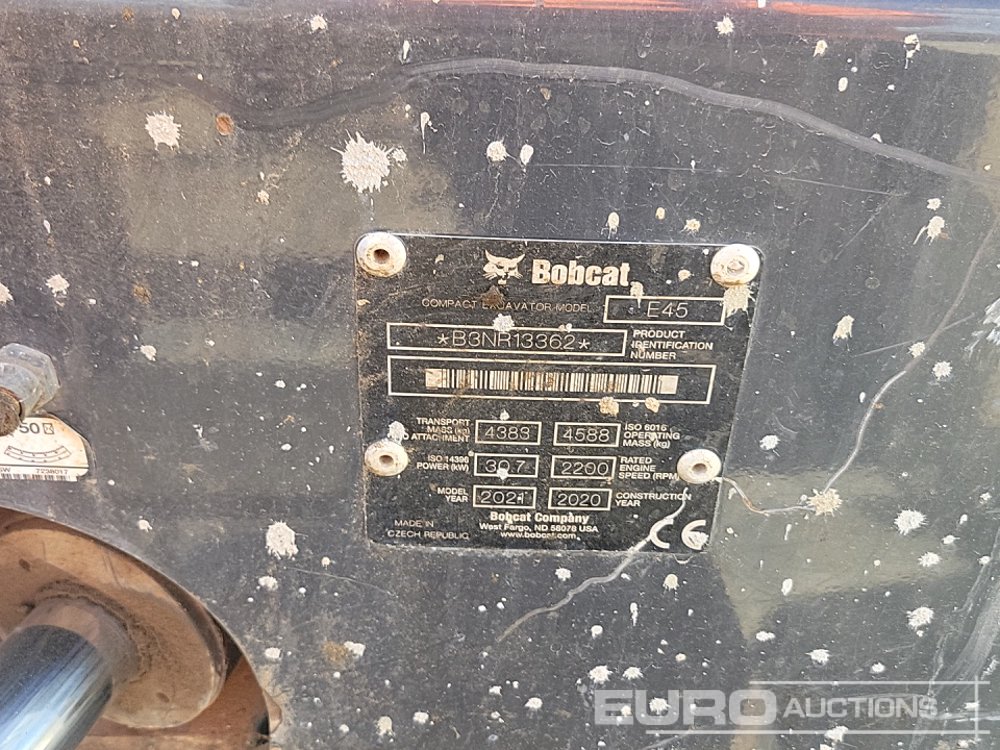 Bobcat
COMPACT EXCAVATOR MODEL E45
*B3NR13362* PRODUCT IDENTIFICATION NUMBER
TRANSPORT MASS (kg) ATTACHMENT 4383 4588 ISO 6016 OPERATING MASS (kg)
ISO 14396 POWER (kW) 30,7 2200 RATED ENGINE SPEED (RPM
MODEL YEAR 2021 2020 CONSTRUCTION YEAR
Bobcat Company
West Fargo, ND 58078 USA
www.bobcat.com
MADE IN
CZECH REPUBLIC
CE
50
7238017
EURO AUCTIONS